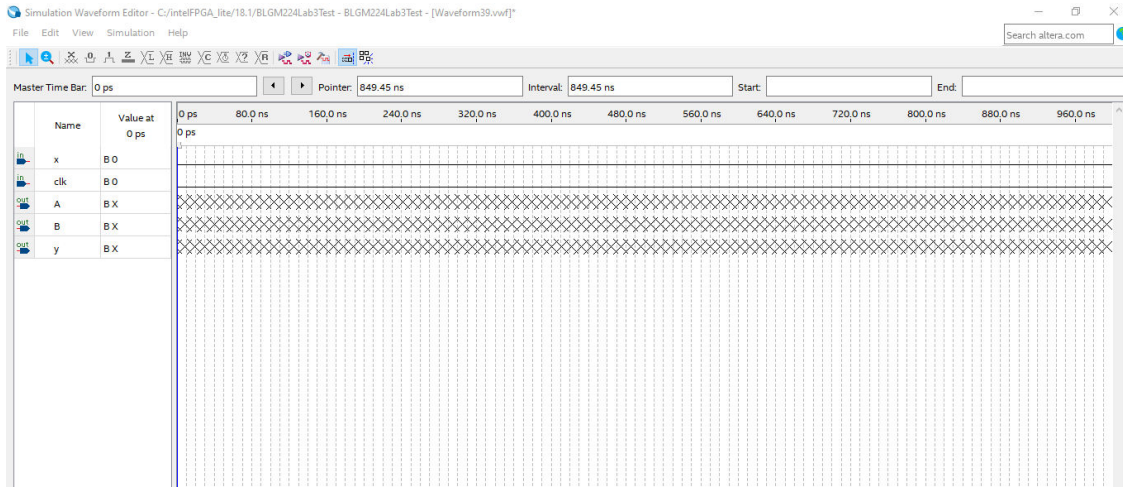 Simulation Waveform Editor - C:/intelFPGA_lite/18.1/BLGM224Lab3Test - BLGM224Lab3Test - [Waveform39.vwf]*
File Edit View Simulation Help
Search altera.com
Master Time Bar: 0 ps Pointer: 849.45 ns Interval: 849.45 ns Start: End:
Name Value at 0 ps
0 ps 80.0 ns 160.0 ns 240.0 ns 320.0 ns 400.0 ns 480.0 ns 560.0 ns 640.0 ns 720.0 ns 800.0 ns 880.0 ns 960.0 ns
0 ps
in x B 0
in clk B 0
out A B X
out B B X
out y B X